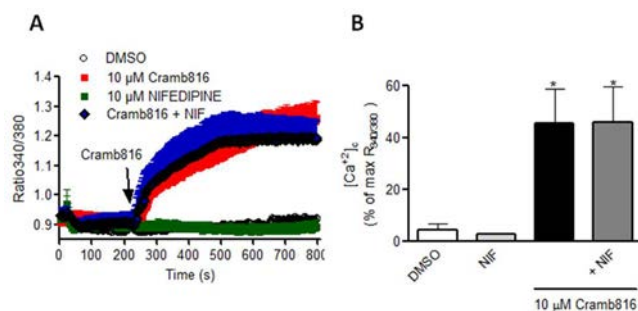 A
DMSO
10 µM Cramb816
10 µM NIFEDIPINE
Cramb816 + NIF
1.4
1.3
1.2
1.1
1.0
0.9
Ratio340/380
Cramb816
0 100 200 300 400 500 600 700 800
Time (s)
B
60
40
20
0
[Ca⁺²]c
(% of max R340/380)
* *
DMSO
NIF
+ NIF
10 µM Cramb816